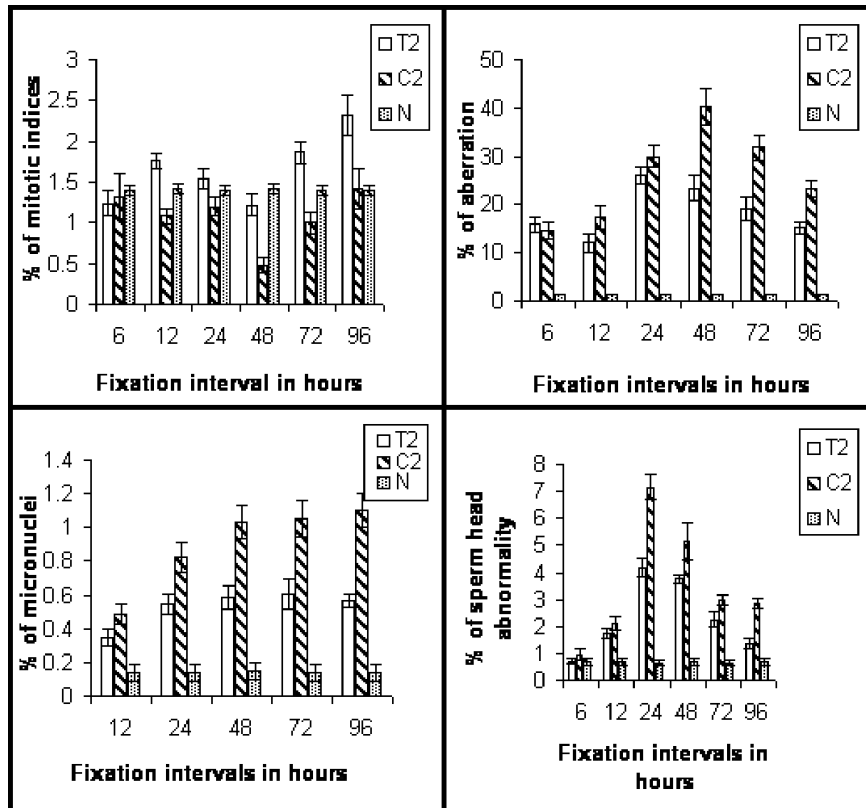 T2
C2
N
% of mitotic indices
3
2.5
2
1.5
1
0.5
0
6 12 24 48 72 96
Fixation interval in hours
T2
C2
N
% of aberration
50
40
30
20
10
0
6 12 24 48 72 96
Fixation intervals in hours
T2
C2
N
% of micronuclei
1.4
1.2
1
0.8
0.6
0.4
0.2
0
12 24 48 72 96
Fixation intervals in hours
T2
C2
N
% of sperm head
abnormality
8
7
6
5
4
3
2
1
0
6 12 24 48 72 96
Fixation intervals in
hours